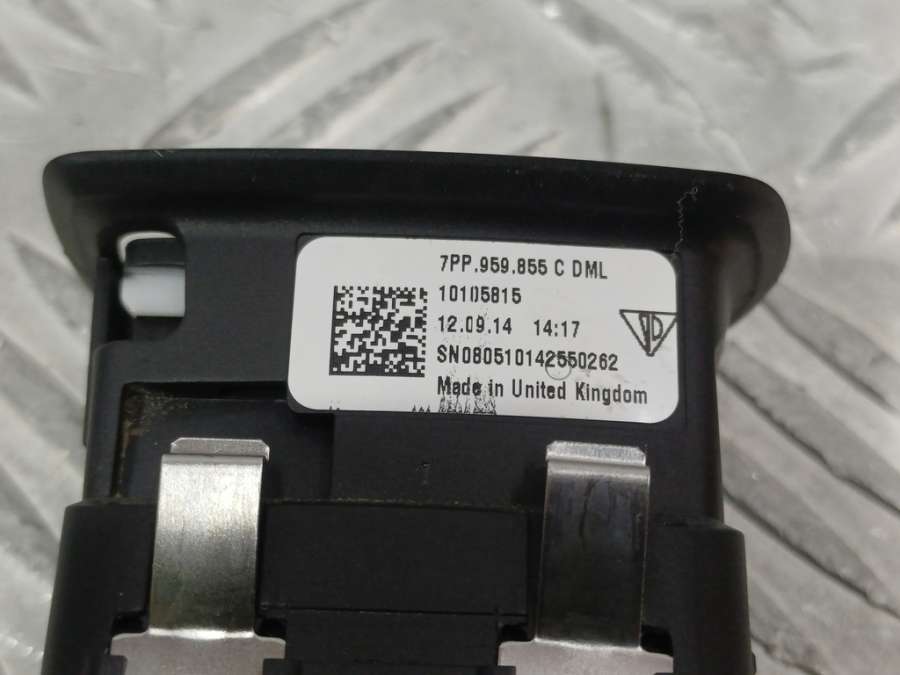 7PP.959.855 C DML
10105815
12.09.14 14:17
SN080510142550262
Made in United Kingdom